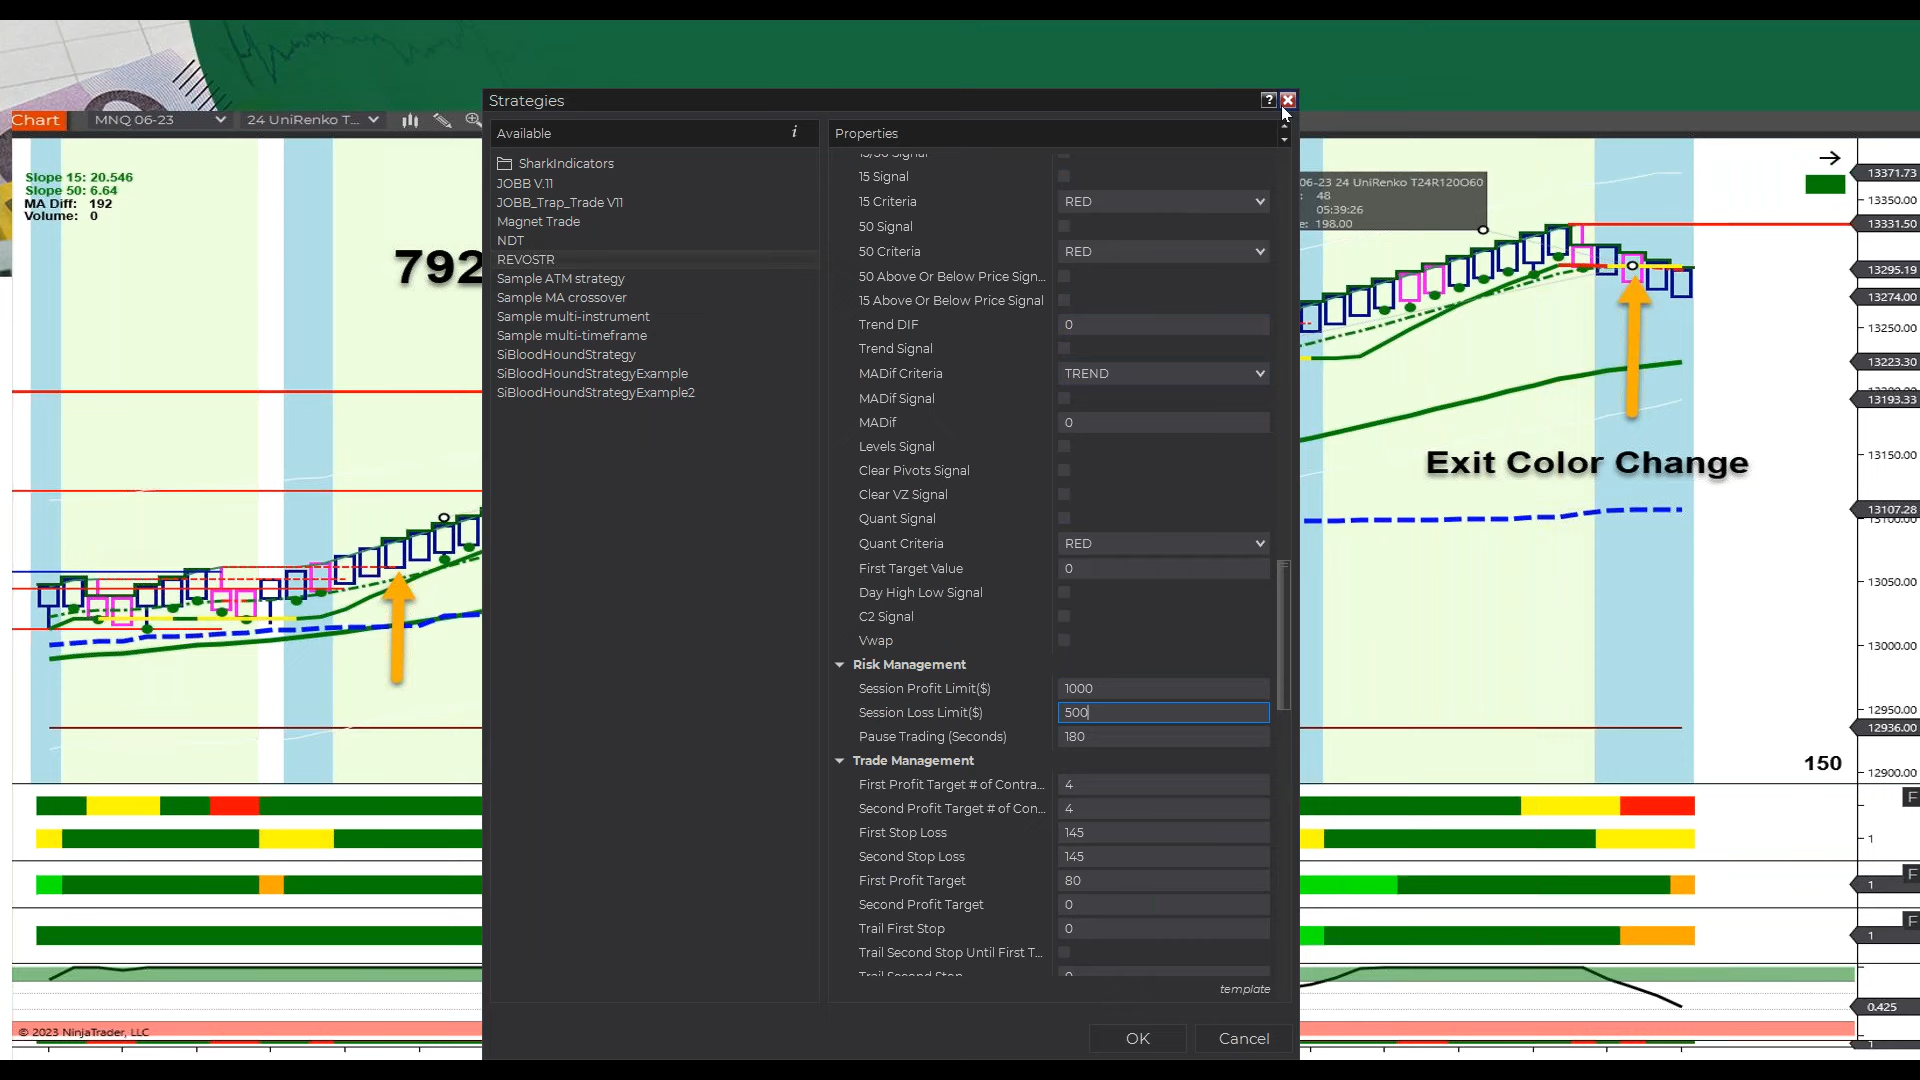 Strategies
?
Chart
MNQ 06-23
24 UniRenko T...
Available
i
Properties
Slope 15: 20.546
Slope 50: 6.64
MA Diff: 192
Volume: 0
792
SharkIndicators
JOBB V.11
JOBB_Trap_Trade V11
Magnet Trade
NDT
REVOSTR
Sample ATM strategy
Sample MA crossover
Sample multi-instrument
Sample multi-timeframe
SiBloodHoundStrategy
SiBloodHoundStrategyExample
SiBloodHoundStrategyExample2
15 Signal
15 Criteria RED
50 Signal
50 Criteria RED
50 Above Or Below Price Sign...
15 Above Or Below Price Signal
Trend DIF 0
Trend Signal
MADif Criteria TREND
MADif Signal
MADif 0
Levels Signal
Clear Pivots Signal
Clear VZ Signal
Quant Signal
Quant Criteria RED
First Target Value 0
Day High Low Signal
C2 Signal
Vwap
Risk Management
Session Profit Limit($) 1000
Session Loss Limit($) 500
Pause Trading (Seconds) 180
Trade Management
First Profit Target # of Contra... 4
Second Profit Target # of Con... 4
First Stop Loss 145
Second Stop Loss 145
First Profit Target 80
Second Profit Target 0
Trail First Stop 0
Trail Second Stop Until First T...
template
OK
Cancel
06-23 24 UniRenko T24R120O60
: 48
05:39:26
e: 198.00
Exit Color Change
150
13371.73
13350.00
13331.50
13295.19
13274.00
13250.00
13223.30
13193.33
13150.00
13107.28
13050.00
13000.00
12950.00
12936.00
12900.00
F
1
F
1
F
1
0.425
1
© 2023 NinjaTrader, LLC